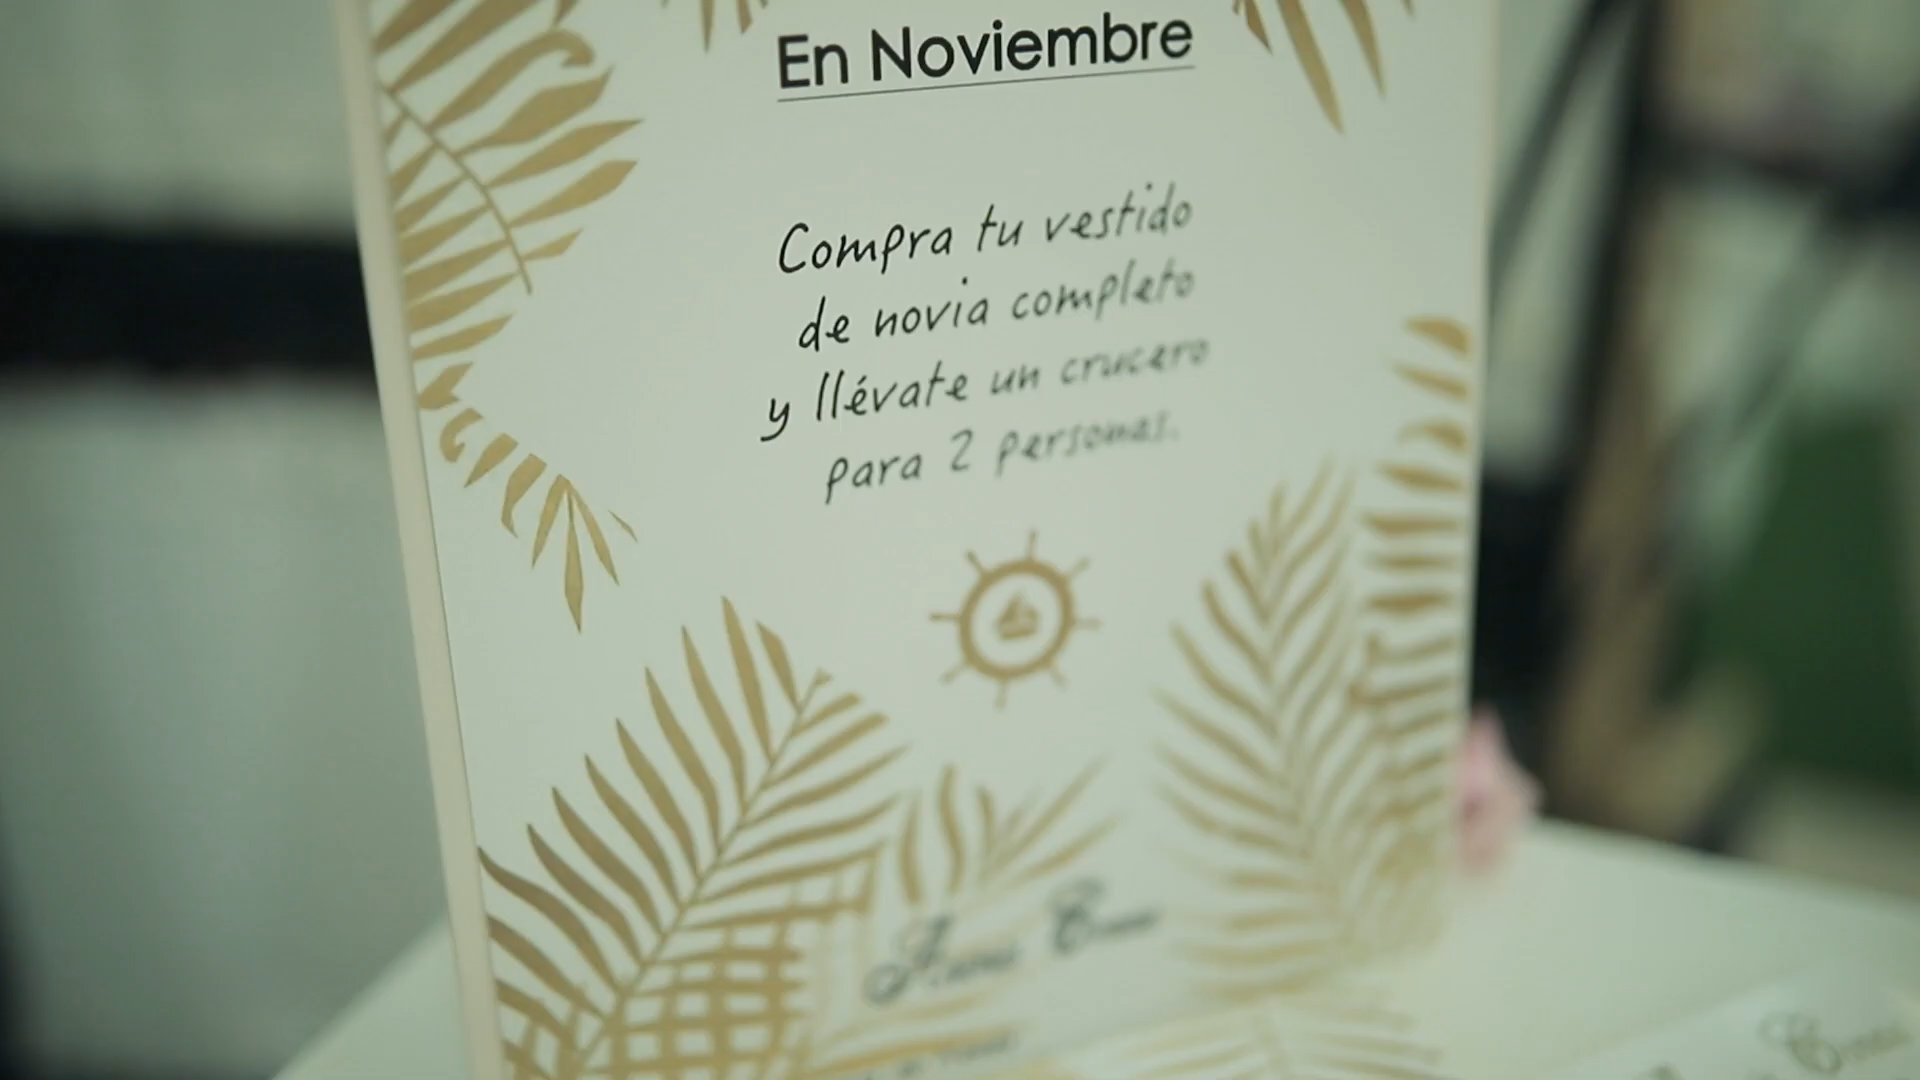 En Noviembre
Compra tu vestido
de novia completo
y llévate un crucero
para 2 personas.